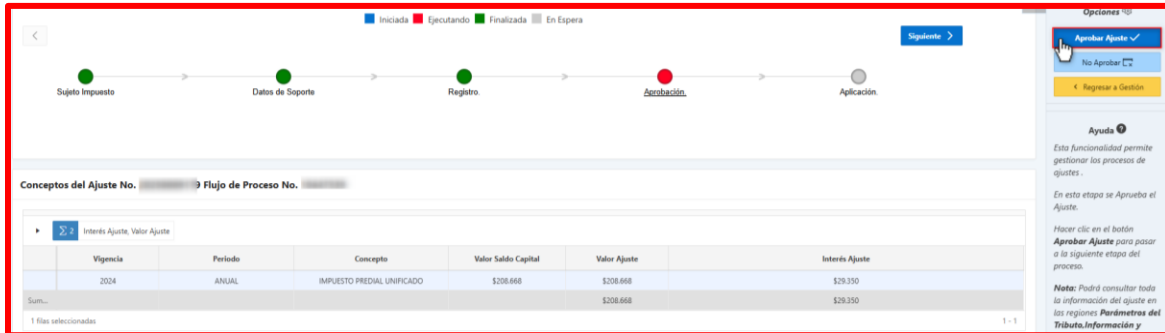 Iniciada Ejecutando Finalizada En Espera
Siguiente
Sujeto Impuesto Datos de Soporte Registro. Aprobación. Aplicación.
Conceptos del Ajuste No. 9 Flujo de Proceso No.
2 Interés Ajuste, Valor Ajuste
Vigencia Periodo Concepto Valor Saldo Capital Valor Ajuste Interés Ajuste
2024 ANUAL IMPUESTO PREDIAL UNIFICADO $208.668 $208.668 $29.350
Sum... $208.668 $29.350
1 filas seleccionadas 1 - 1
Opciones
Aprobar Ajuste
No Aprobar
Regresar a Gestión
Ayuda
Esta funcionalidad permite
gestionar los procesos de
ajustes .
En esta etapa se Aprueba el
Ajuste.
Hacer clic en el botón
Aprobar Ajuste para pasar
a la siguiente etapa del
proceso.
Nota: Podrá consultar toda
la información del ajuste en
las regiones Parámetros del
Tributo,Información y